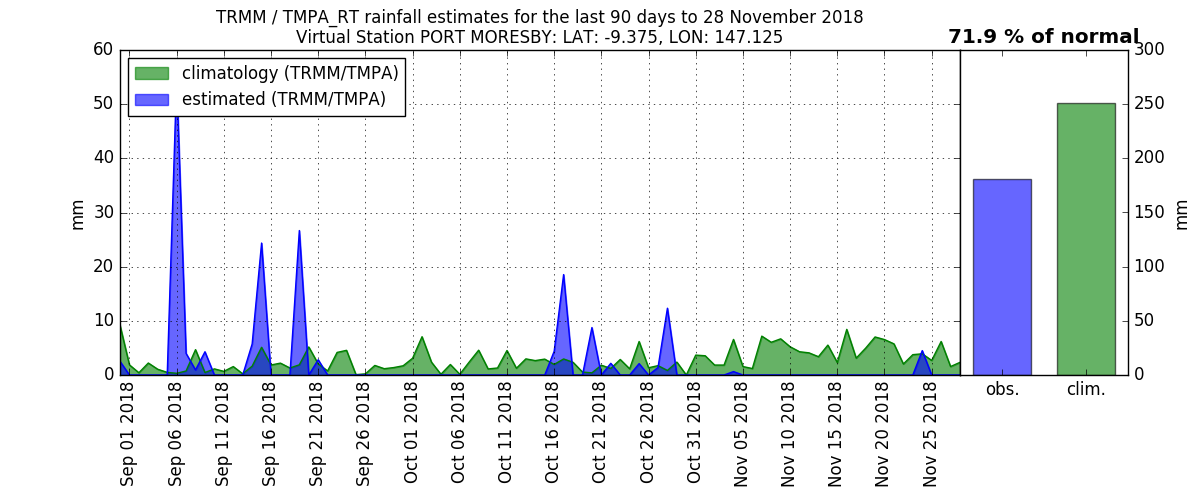 TRMM / TMPA_RT rainfall estimates for the last 90 days to 28 November 2018
Virtual Station PORT MORESBY: LAT: -9.375, LON: 147.125
71.9 % of normal
climatology (TRMM/TMPA)
estimated (TRMM/TMPA)
60
50
40
30
20
10
0
mm
300
250
200
150
100
50
0
mm
Sep 01 2018
Sep 06 2018
Sep 11 2018
Sep 16 2018
Sep 21 2018
Sep 26 2018
Oct 01 2018
Oct 06 2018
Oct 11 2018
Oct 16 2018
Oct 21 2018
Oct 26 2018
Oct 31 2018
Nov 05 2018
Nov 10 2018
Nov 15 2018
Nov 20 2018
Nov 25 2018
obs.
clim.